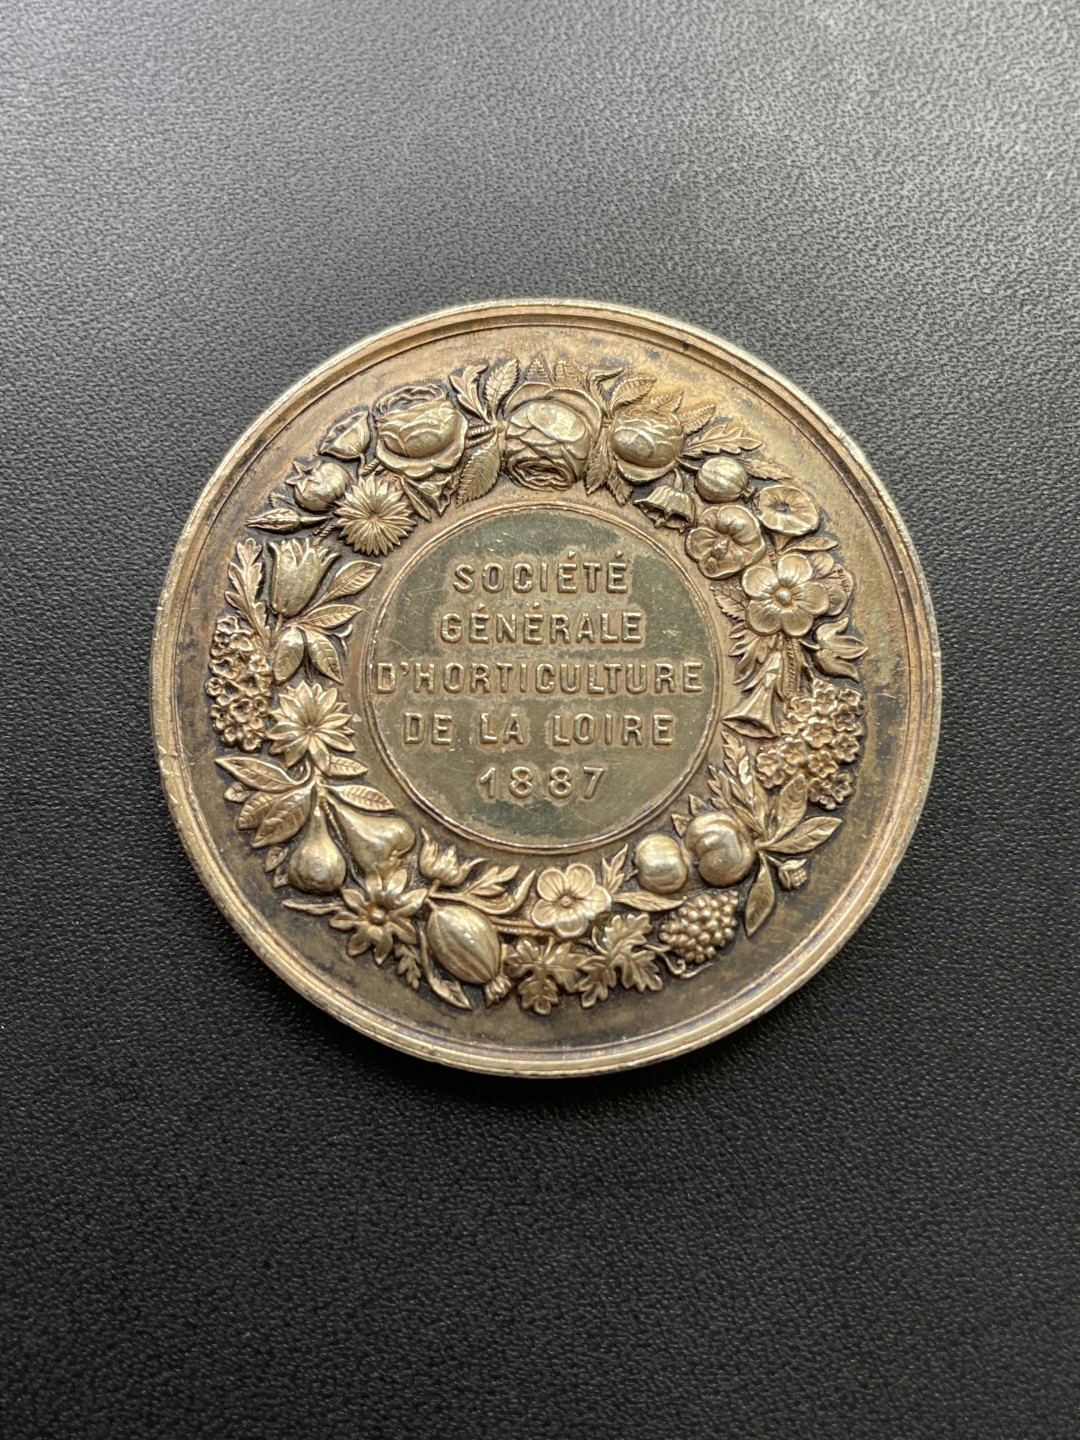 SOCIÉTÉ
GÉNÉRALE
D'HORTICULTURE
DE LA LOIRE
1887